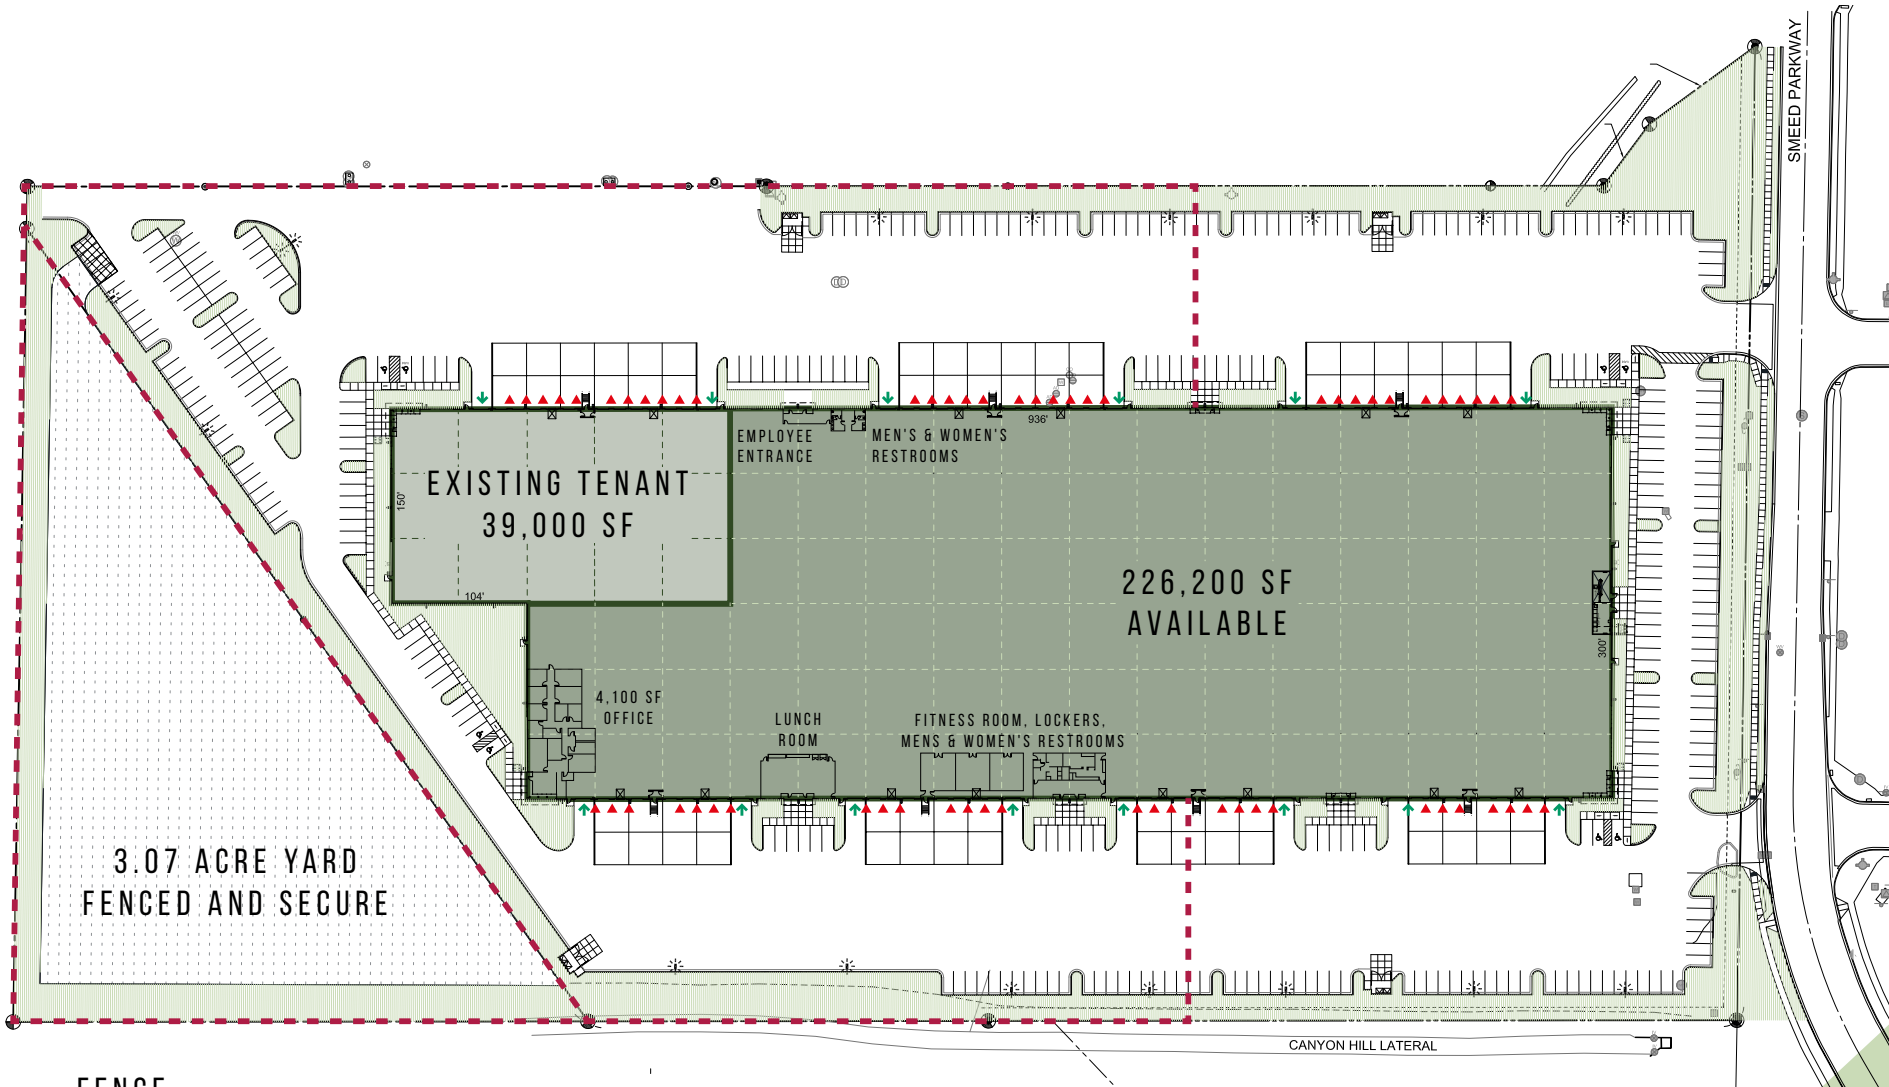 SMEED PARKWAY
936'
EMPLOYEE
ENTRANCE
MEN'S & WOMEN'S
RESTROOMS
EXISTING TENANT
39,000 SF
150'
104'
226,200 SF
AVAILABLE
300'
4,100 SF
OFFICE
LUNCH
ROOM
FITNESS ROOM, LOCKERS,
MENS & WOMEN'S RESTROOMS
3.07 ACRE YARD
FENCED AND SECURE
CANYON HILL LATERAL
FENCE